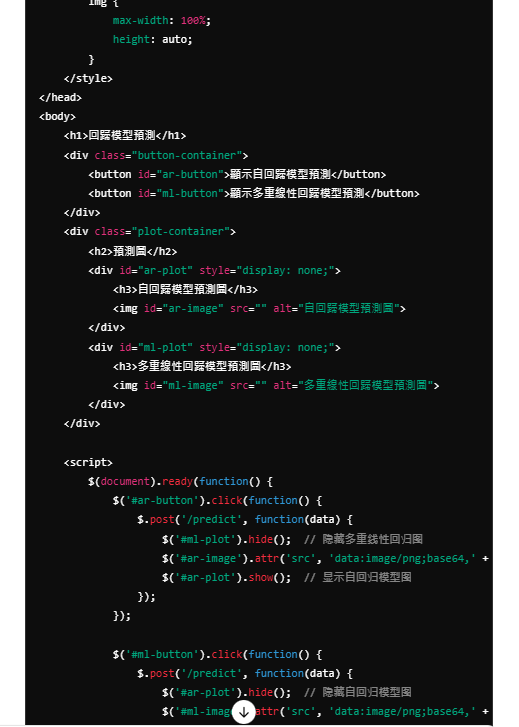 img {
max-width: 100%;
height: auto;
}
</style>
</head>
<body>
<h1>回歸模型預測</h1>
<div class="button-container">
<button id="ar-button">顯示自回歸模型預測</button>
<button id="ml-button">顯示多重線性回歸模型預測</button>
</div>
<div class="plot-container">
<h2>預測圖</h2>
<div id="ar-plot" style="display: none;">
<h3>自回歸模型預測圖</h3>
<img id="ar-image" src="" alt="自回歸模型預測圖">
</div>
<div id="ml-plot" style="display: none;">
<h3>多重線性回歸模型預測圖</h3>
<img id="ml-image" src="" alt="多重線性回歸模型預測圖">
</div>
</div>
<script>
$(document).ready(function() {
$('#ar-button').click(function() {
$.post('/predict', function(data) {
$('#ml-plot').hide();  // 隐藏多重线性回归图
$('#ar-image').attr('src', 'data:image/png;base64,' +
$('#ar-plot').show();  // 显示自回归模型图
});
});
$('#ml-button').click(function() {
$.post('/predict', function(data) {
$('#ar-plot').hide();  // 隐藏自回归模型图
$('#ml-imag attr('src', 'data:image/png;base64,' +